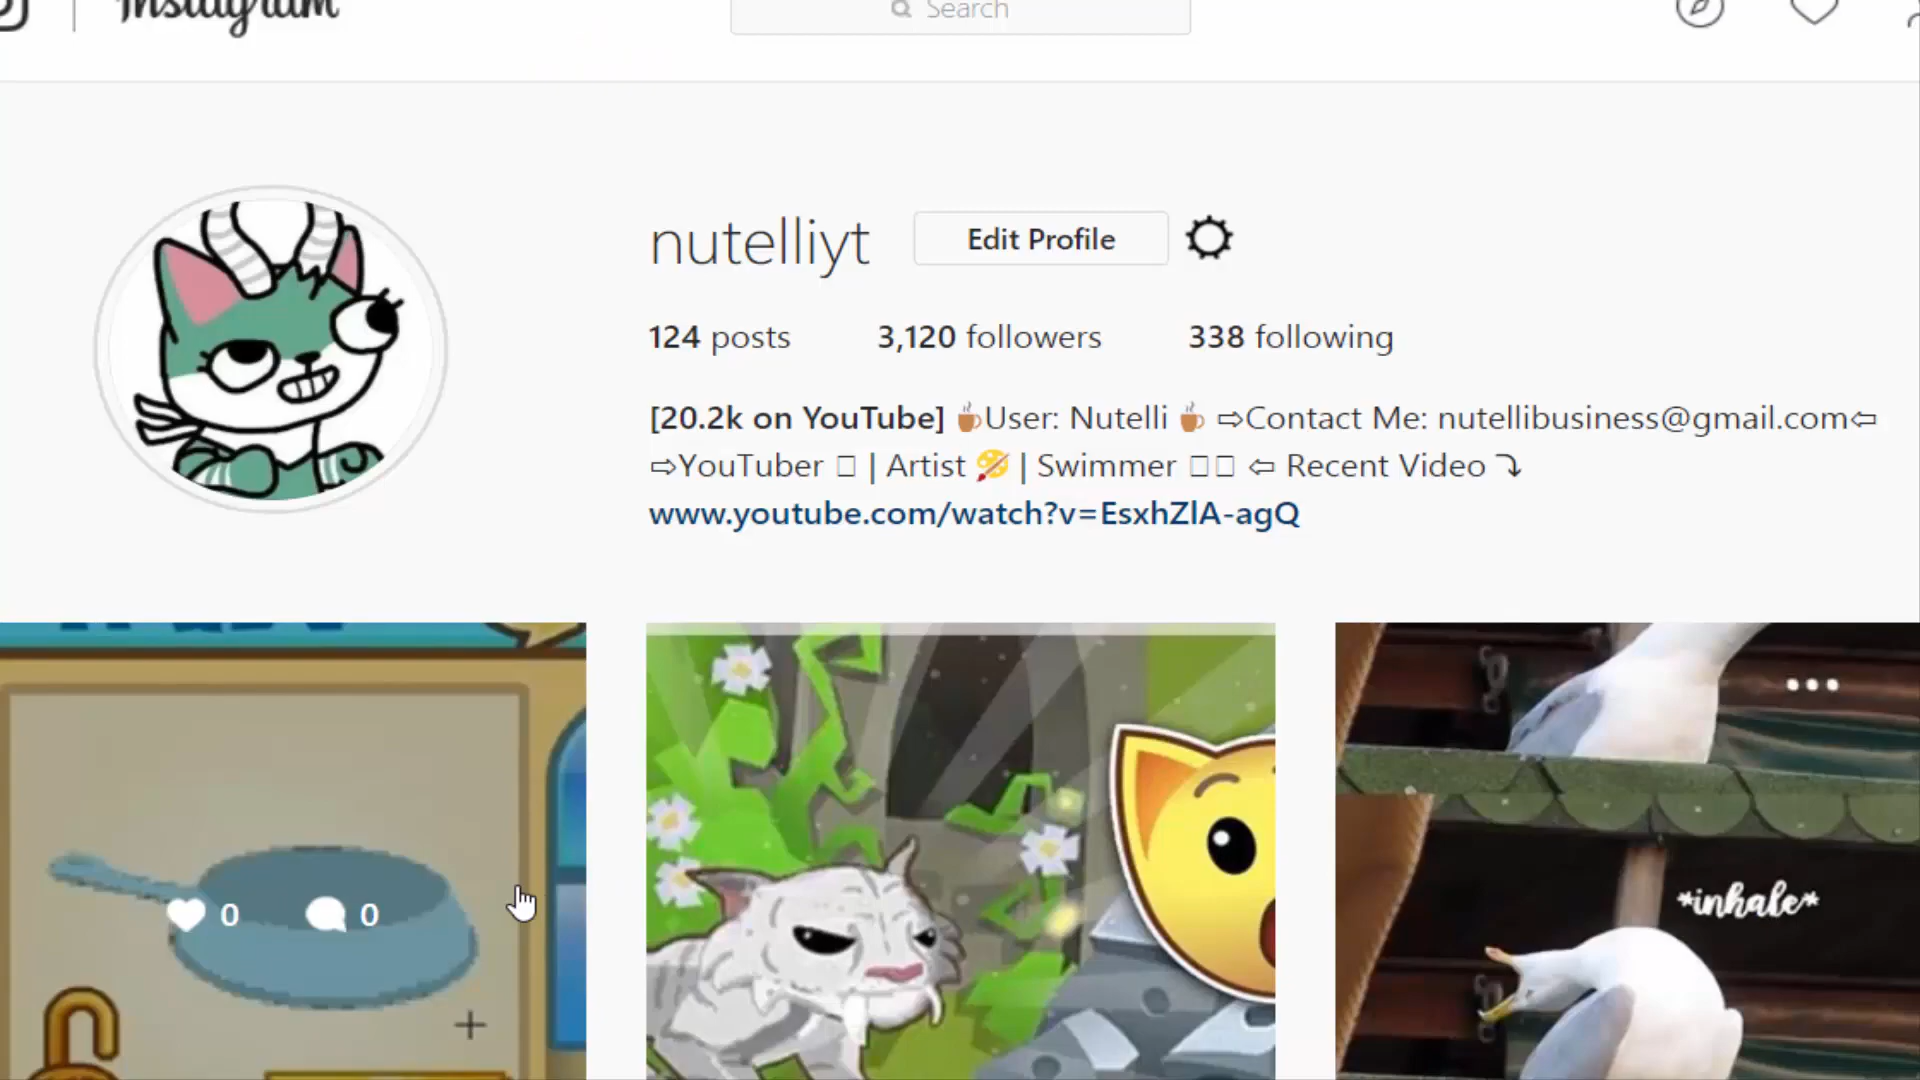 Instagram
Search
nutelliyt
Edit Profile
124 posts
3,120 followers
338 following
[20.2k on YouTube] ☕User: Nutelli ☕ ⇨Contact Me: nutellibusiness@gmail.com⇦
⇨YouTuber □ | Artist 🎨 | Swimmer □□ ⇦ Recent Video ⤵
www.youtube.com/watch?v=EsxhZlA-agQ
0
0
*inhale*